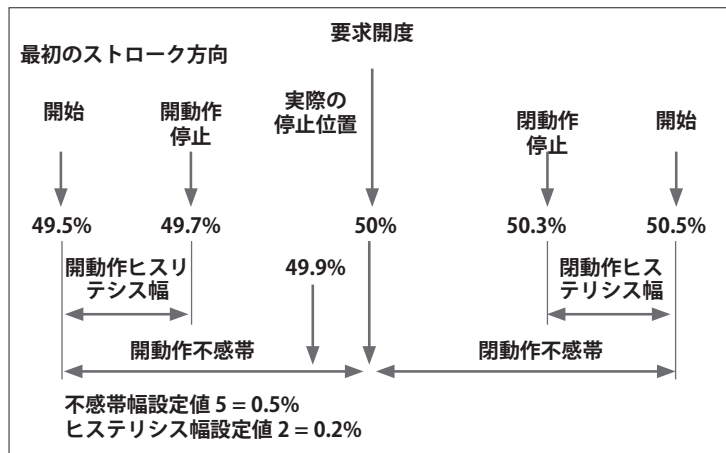 要求開度
最初のストローク方向
開始
開動作
停止
実際の
停止位置
閉動作
停止
開始
49.5%
49.7%
50%
50.3%
50.5%
開動作ヒスリ
テシス幅
49.9%
閉動作ヒス
テリシス幅
開動作不感帯
閉動作不感帯
不感帯幅設定値 5 = 0.5%
ヒステリシス幅設定値 2 = 0.2%